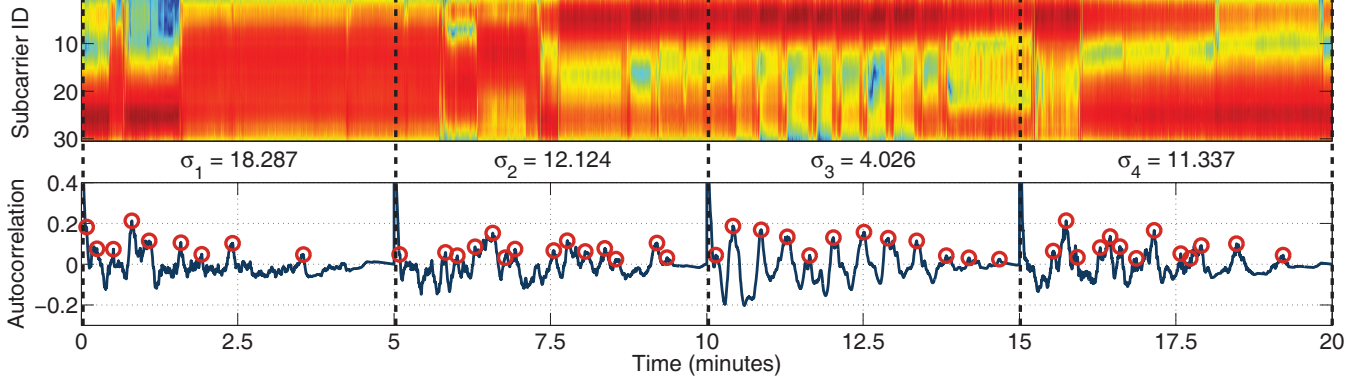 Subcarrier ID
10
20
30
σ1 = 18.287
σ2 = 12.124
σ3 = 4.026
σ4 = 11.337
Autocorrelation
0.4
0.2
0
−0.2
0
2.5
5
7.5
10
12.5
15
17.5
20
Time (minutes)